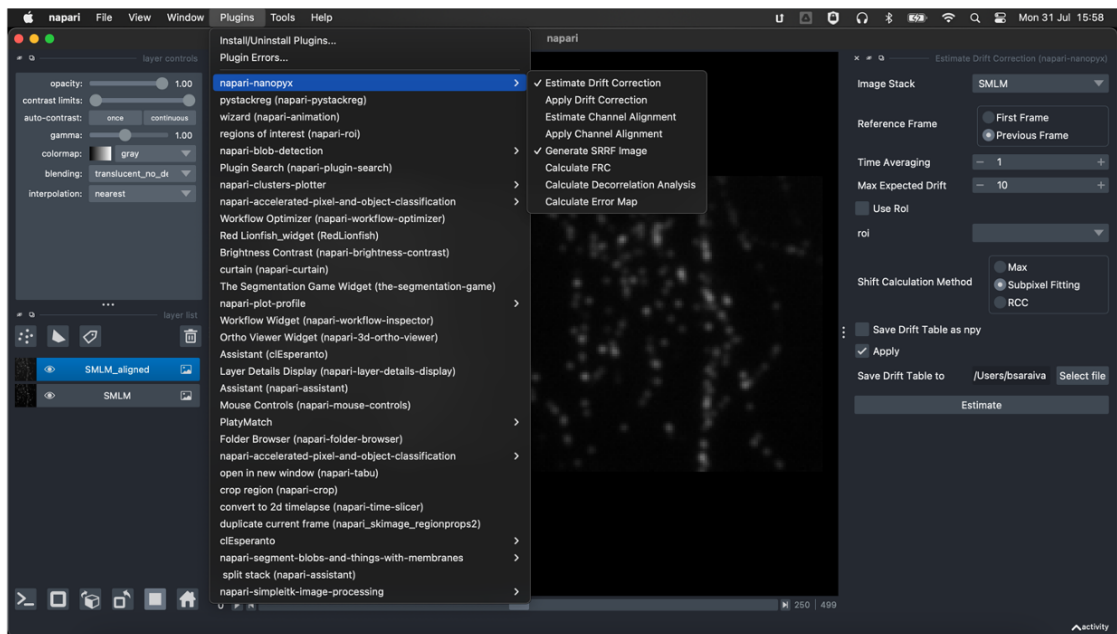 napari File View Window Plugins Tools Help Mon 31 Jul 15:58
napari
layer controls
opacity: 1.00
contrast limits:
auto-contrast: once continuous
gamma: 1.00
colormap: gray
blending: translucent_no_de
interpolation: nearest
layer list
SMLM_aligned
SMLM
Install/Uninstall Plugins...
Plugin Errors...
napari-nanopyx
pystackreg (napari-pystackreg)
wizard (napari-animation)
regions of interest (napari-roi)
napari-blob-detection
Plugin Search (napari-plugin-search)
napari-clusters-plotter
napari-accelerated-pixel-and-object-classification
Workflow Optimizer (napari-workflow-optimizer)
Red Lionfish_widget (RedLionfish)
Brightness Contrast (napari-brightness-contrast)
curtain (napari-curtain)
The Segmentation Game Widget (the-segmentation-game)
napari-plot-profile
Workflow Widget (napari-workflow-inspector)
Ortho Viewer Widget (napari-3d-ortho-viewer)
Assistant (clEsperanto)
Layer Details Display (napari-layer-details-display)
Assistant (napari-assistant)
Mouse Controls (napari-mouse-controls)
PlatyMatch
Folder Browser (napari-folder-browser)
napari-accelerated-pixel-and-object-classification
open in new window (napari-tabu)
crop region (napari-crop)
convert to 2d timelapse (napari-time-slicer)
duplicate current frame (napari_skimage_regionprops2)
clEsperanto
napari-segment-blobs-and-things-with-membranes
split stack (napari-assistant)
napari-simpleitk-image-processing
Estimate Drift Correction
Apply Drift Correction
Estimate Channel Alignment
Apply Channel Alignment
Generate SRRF Image
Calculate FRC
Calculate Decorrelation Analysis
Calculate Error Map
0 250 499
Estimate Drift Correction (napari-nanopyx)
Image Stack SMLM
Reference Frame
First Frame
Previous Frame
Time Averaging 1
Max Expected Drift 10
Use RoI
roi
Shift Calculation Method
Max
Subpixel Fitting
RCC
Save Drift Table as npy
Apply
Save Drift Table to /Users/bsaraiva Select file
Estimate
activity